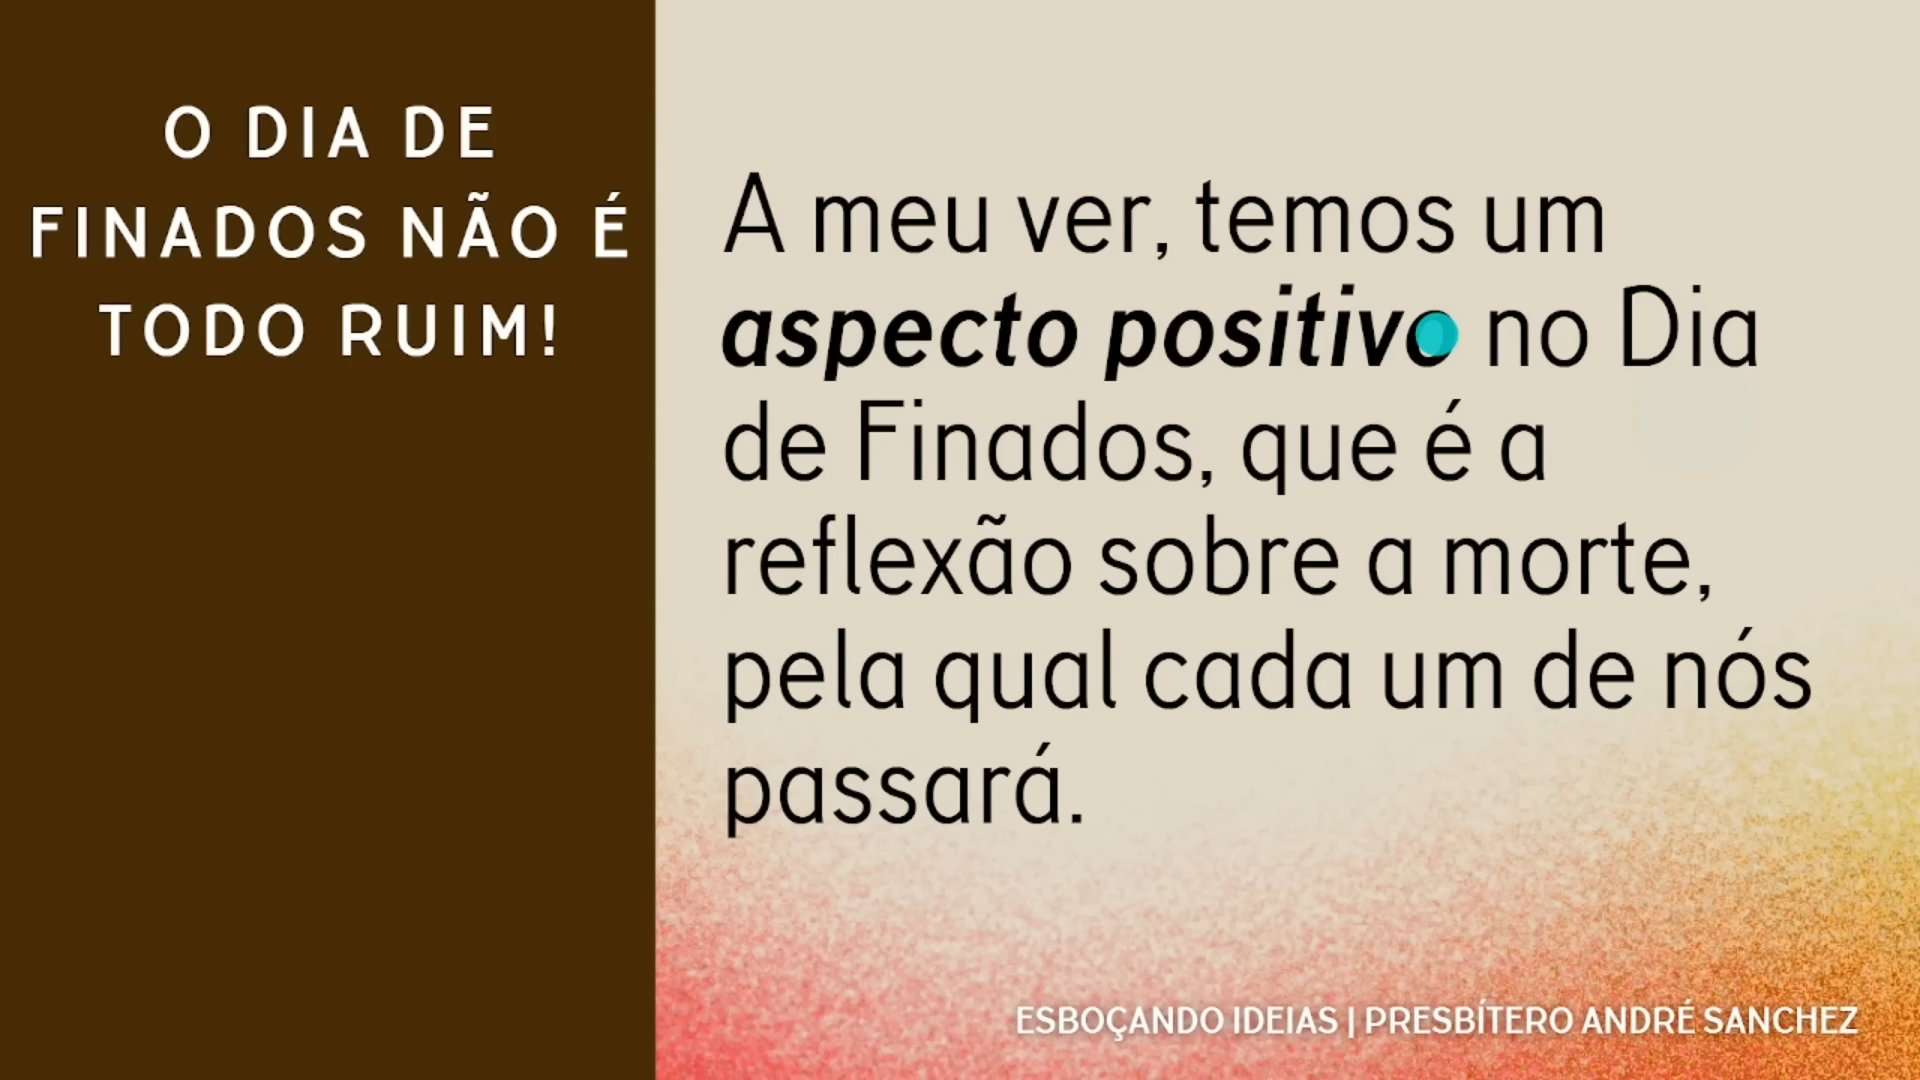 O DIA DE
FINADOS NÃO É
TODO RUIM!
A meu ver, temos um
aspecto positivo no Dia
de Finados, que é a
reflexão sobre a morte,
pela qual cada um de nós
passará.
ESBOÇANDO IDEIAS | PRESBÍTERO ANDRÉ SANCHEZ